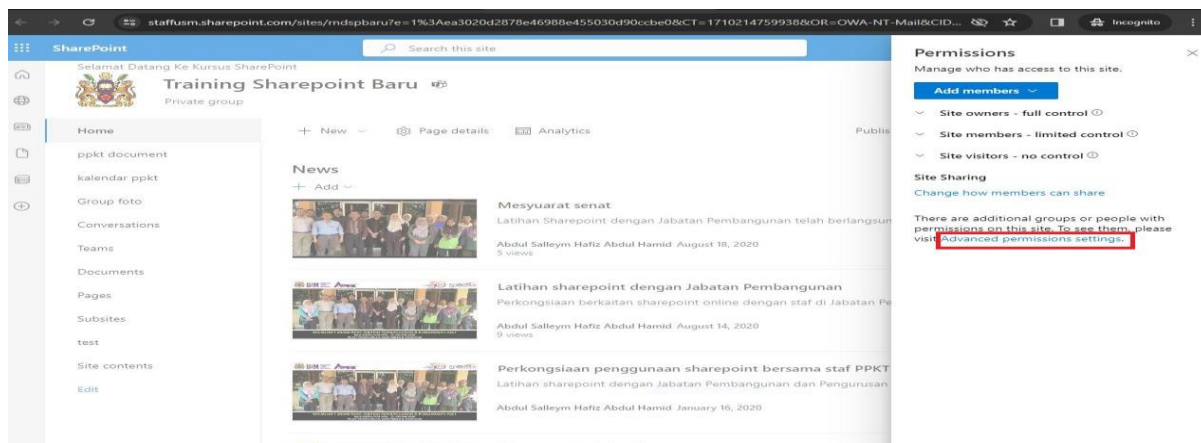 staffusm.sharepoint.com/sites/mdspbaru?e=1%3Aea3020d2878e46988e455030d90ccbe0&CT=1710214759938&OR=OWA-NT-Mail&CID...
Incognito
SharePoint
Search this site
Selamat Datang Ke Kursus SharePoint
Training Sharepoint Baru
Private group
Home
ppkt document
kalendar ppkt
Group foto
Conversations
Teams
Documents
Pages
Subsites
test
Site contents
Edit
+ New
Page details
Analytics
Publis
News
+ Add
Mesyuarat senat
Latihan Sharepoint dengan Jabatan Pembangunan telah berlangsun
Abdul Salleym Hafiz Abdul Hamid August 18, 2020
5 views
Latihan sharepoint dengan Jabatan Pembangunan
Perkongsiaan berkaitan sharepoint online dengan staf di Jabatan Pe
Abdul Salleym Hafiz Abdul Hamid August 14, 2020
9 views
Perkongsiaan penggunaan sharepoint bersama staf PPKT
Latihan sharepoint dengan Jabatan Pembangunan dan Pengurusan
Abdul Salleym Hafiz Abdul Hamid January 16, 2020
Permissions
Manage who has access to this site.
Add members
Site owners - full control
Site members - limited control
Site visitors - no control
Site Sharing
Change how members can share
There are additional groups or people with
permissions on this site. To see them, please
visit Advanced permissions settings.